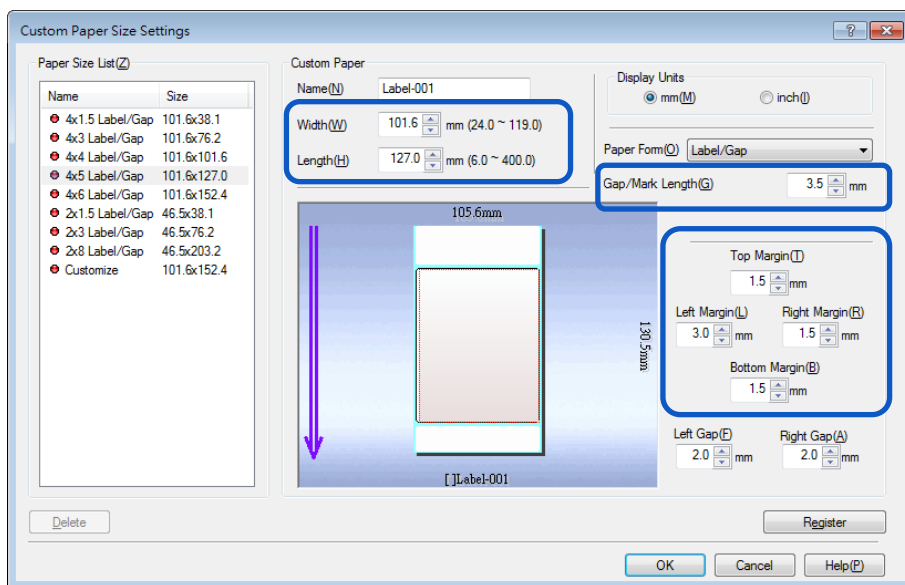 Custom Paper Size Settings
Paper Size List(Z)
Name Size
4x1.5 Label/Gap 101.6x38.1
4x3 Label/Gap 101.6x76.2
4x4 Label/Gap 101.6x101.6
4x5 Label/Gap 101.6x127.0
4x6 Label/Gap 101.6x152.4
2x1.5 Label/Gap 46.5x38.1
2x3 Label/Gap 46.5x76.2
2x8 Label/Gap 46.5x203.2
Customize 101.6x152.4
Delete
Custom Paper
Name(N) Label-001
Width(W) 101.6 mm (24.0 ~ 119.0)
Length(H) 127.0 mm (6.0 ~ 400.0)
105.6mm
130.5mm
[ ]Label-001
Display Units
mm(M) inch(I)
Paper Form(O) Label/Gap
Gap/Mark Length(G) 3.5 mm
Top Margin(T)
1.5 mm
Left Margin(L) Right Margin(R)
3.0 mm 1.5 mm
Bottom Margin(B)
1.5 mm
Left Gap(F) Right Gap(A)
2.0 mm 2.0 mm
Register
OK Cancel Help(P)